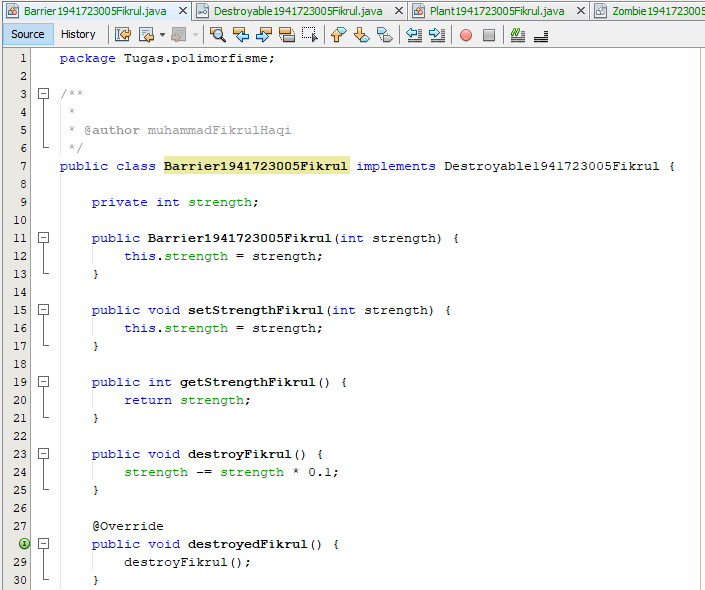 Barrier1941723005Fikrul.java Destroyable1941723005Fikrul.java Plant1941723005Fikrul.java Zombie1941723005
Source History
1 package Tugas.polimorfisme;
2
3 /**
4 *
5 * @author muhammadFikrulHaqi
6 */
7 public class Barrier1941723005Fikrul implements Destroyable1941723005Fikrul {
8
9 private int strength;
10
11 public Barrier1941723005Fikrul(int strength) {
12 this.strength = strength;
13 }
14
15 public void setStrengthFikrul(int strength) {
16 this.strength = strength;
17 }
18
19 public int getStrengthFikrul() {
20 return strength;
21 }
22
23 public void destroyFikrul() {
24 strength -= strength * 0.1;
25 }
26
27 @Override
public void destroyedFikrul() {
29 destroyFikrul();
30 }